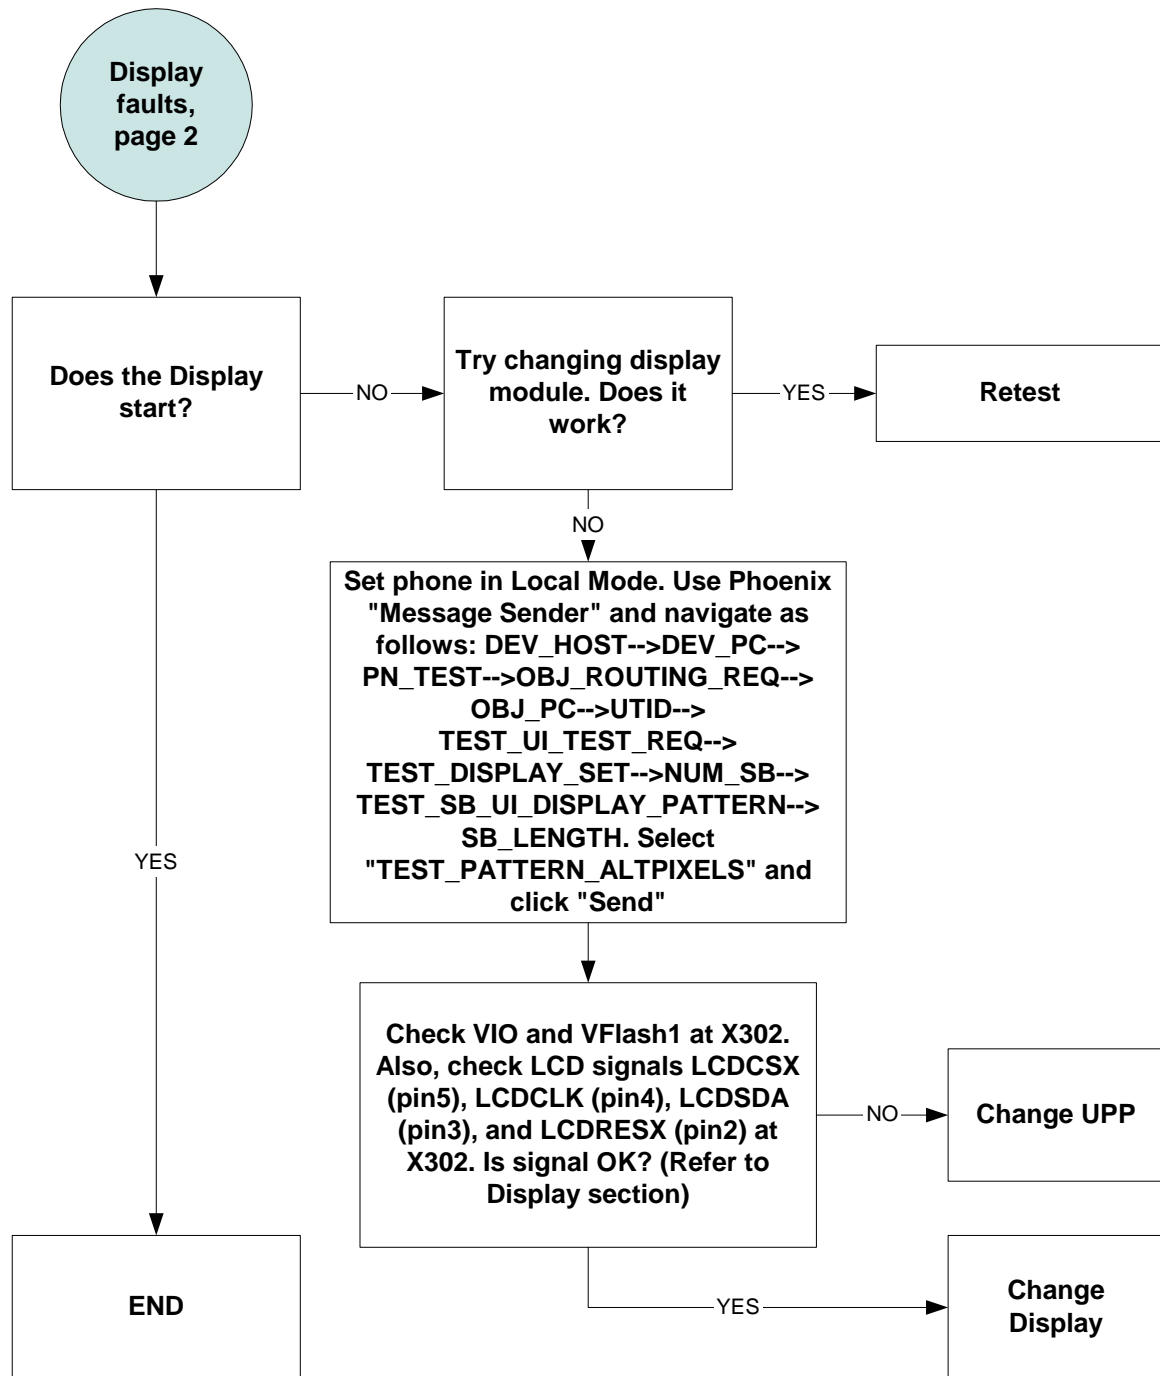 Display
faults,
page 2
Does the Display
start?
NO
Try changing display
module. Does it
work?
YES
Retest
NO
Set phone in Local Mode. Use Phoenix
"Message Sender" and navigate as
follows: DEV_HOST-->DEV_PC-->
PN_TEST-->OBJ_ROUTING_REQ-->
OBJ_PC-->UTID-->
TEST_UI_TEST_REQ-->
TEST_DISPLAY_SET-->NUM_SB-->
TEST_SB_UI_DISPLAY_PATTERN-->
SB_LENGTH. Select
"TEST_PATTERN_ALTPIXELS" and
click "Send"
YES
Check VIO and VFlash1 at X302.
Also, check LCD signals LCDCSX
(pin5), LCDCLK (pin4), LCDSDA
(pin3), and LCDRESX (pin2) at
X302. Is signal OK? (Refer to
Display section)
NO
Change UPP
END
YES
Change
Display